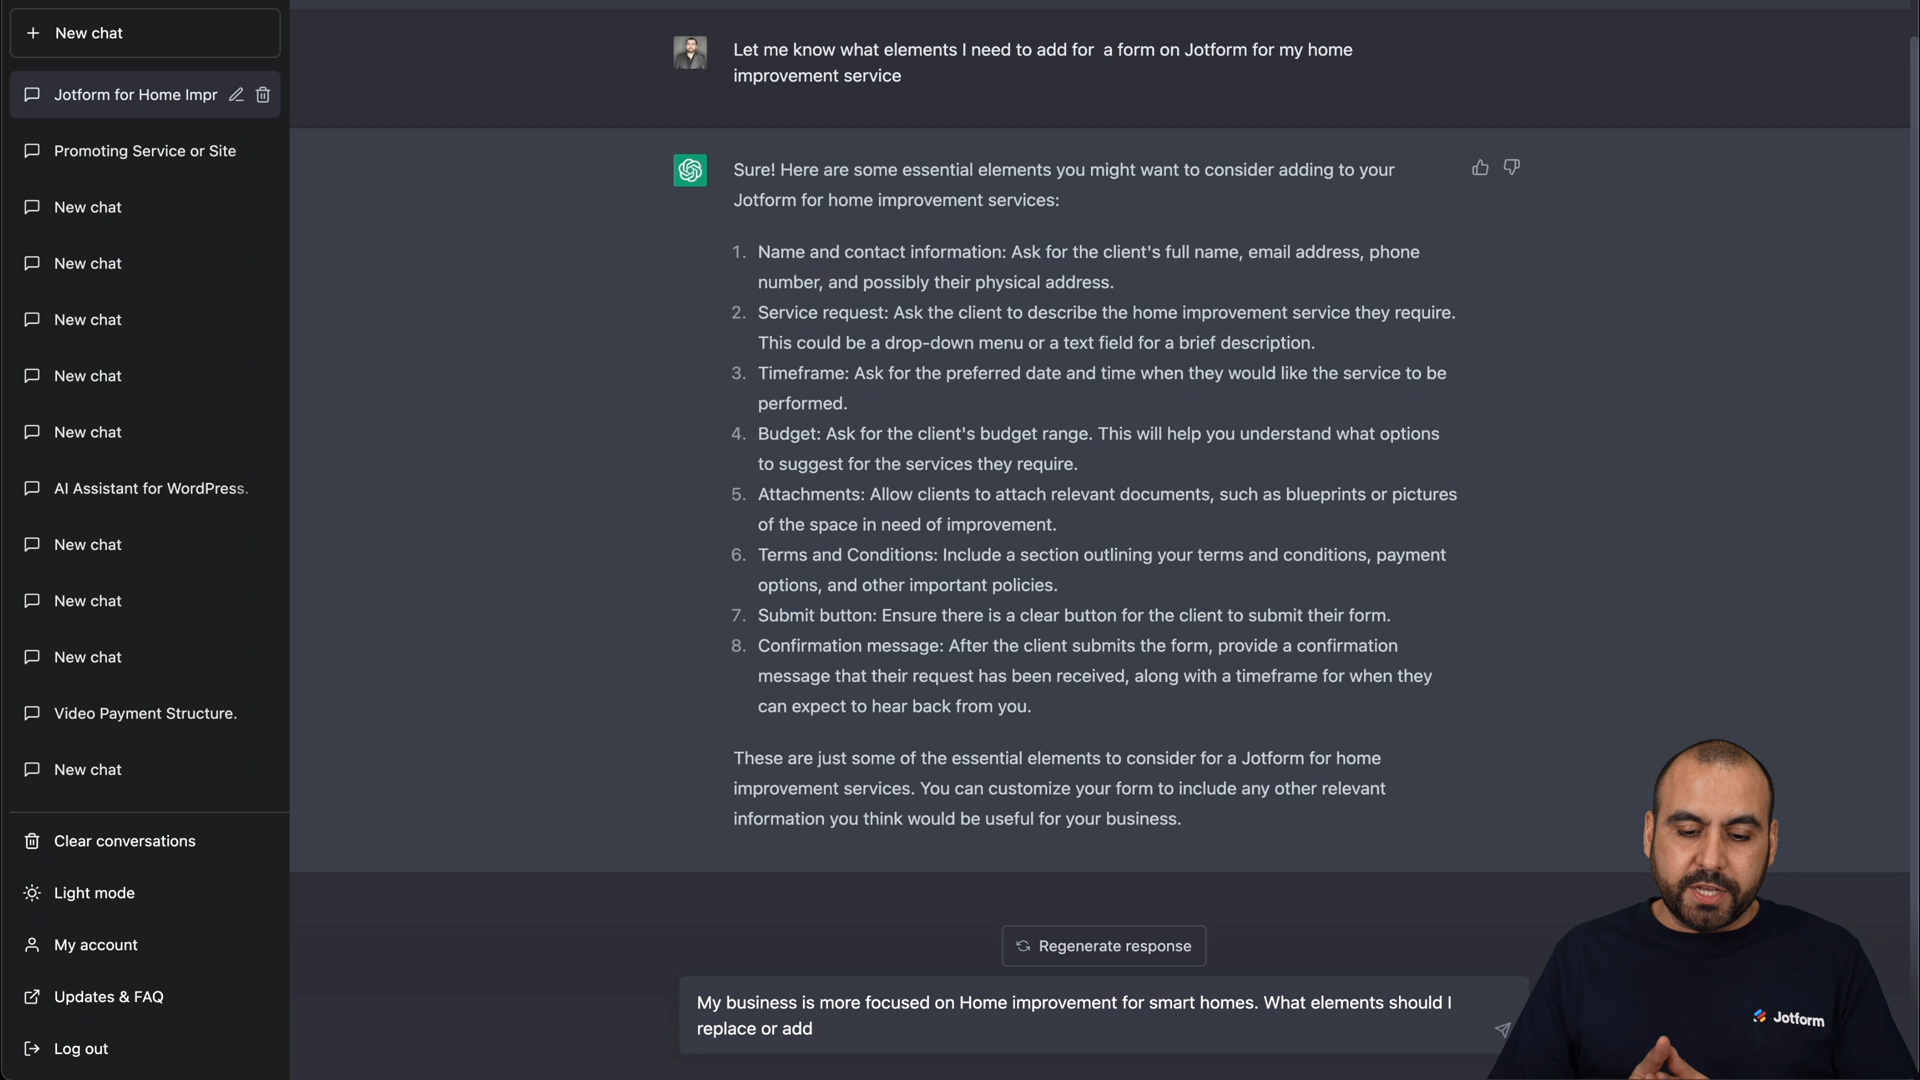 New chat
Jotform for Home Impr
Promoting Service or Site
New chat
New chat
New chat
New chat
New chat
AI Assistant for WordPress.
New chat
New chat
New chat
Video Payment Structure.
New chat
Clear conversations
Light mode
My account
Updates & FAQ
Log out
Let me know what elements I need to add for  a form on Jotform for my home
improvement service
Sure! Here are some essential elements you might want to consider adding to your
Jotform for home improvement services:
1. Name and contact information: Ask for the client's full name, email address, phone
number, and possibly their physical address.
2. Service request: Ask the client to describe the home improvement service they require.
This could be a drop-down menu or a text field for a brief description.
3. Timeframe: Ask for the preferred date and time when they would like the service to be
performed.
4. Budget: Ask for the client's budget range. This will help you understand what options
to suggest for the services they require.
5. Attachments: Allow clients to attach relevant documents, such as blueprints or pictures
of the space in need of improvement.
6. Terms and Conditions: Include a section outlining your terms and conditions, payment
options, and other important policies.
7. Submit button: Ensure there is a clear button for the client to submit their form.
8. Confirmation message: After the client submits the form, provide a confirmation
message that their request has been received, along with a timeframe for when they
can expect to hear back from you.
These are just some of the essential elements to consider for a Jotform for home
improvement services. You can customize your form to include any other relevant
information you think would be useful for your business.
Regenerate response
My business is more focused on Home improvement for smart homes. What elements should I
replace or add
Jotform